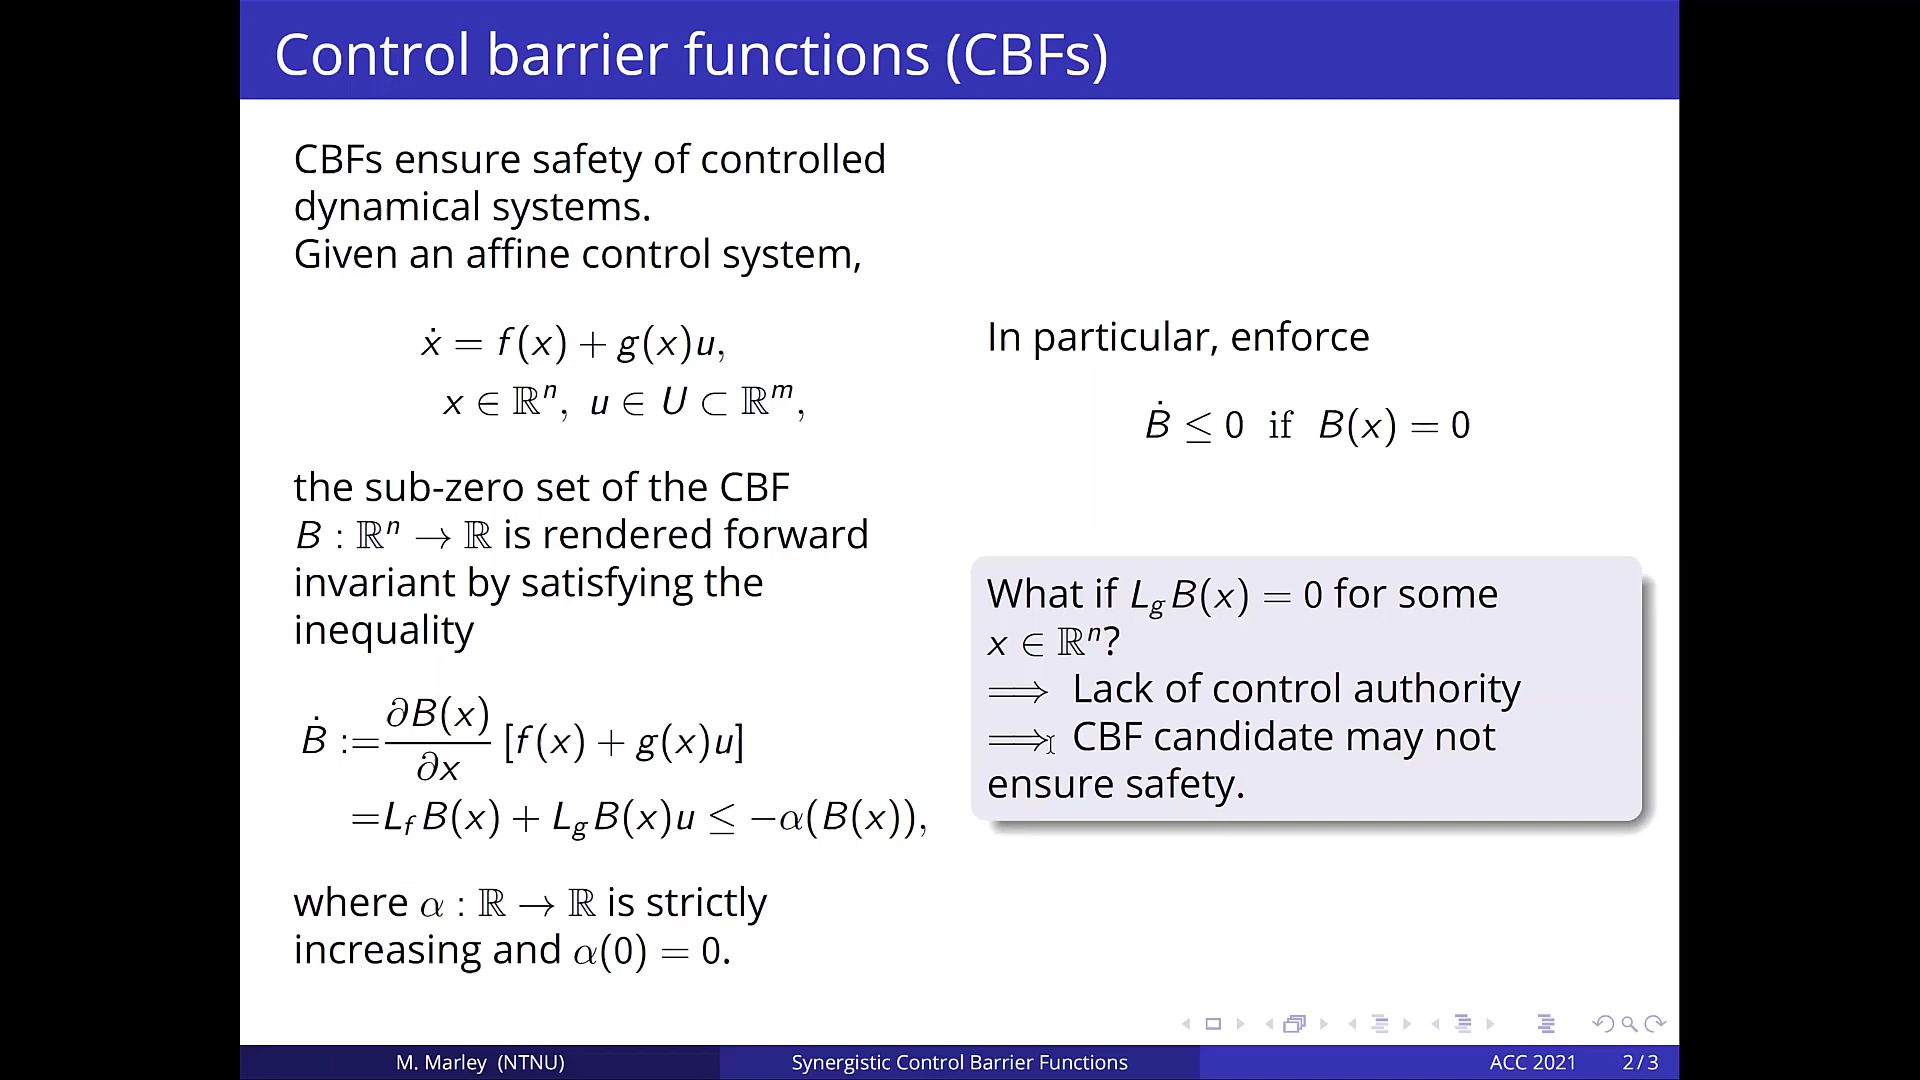 Control barrier functions (CBFs)
CBFs ensure safety of controlled
dynamical systems.
Given an affine control system,
ẋ = f(x) + g(x)u,
x ∈ ℝⁿ, u ∈ U ⊂ ℝᵐ,
the sub-zero set of the CBF
B : ℝⁿ → ℝ is rendered forward
invariant by satisfying the
inequality
Ḃ := ∂B(x)/∂x [f(x) + g(x)u]
=L_f B(x) + L_g B(x)u ≤ −α(B(x)),
where α : ℝ → ℝ is strictly
increasing and α(0) = 0.
In particular, enforce
Ḃ ≤ 0 if B(x) = 0
What if L_g B(x) = 0 for some
x ∈ ℝⁿ?
⟹ Lack of control authority
⟹ CBF candidate may not
ensure safety.
M. Marley (NTNU)
Synergistic Control Barrier Functions
ACC 2021
2/3